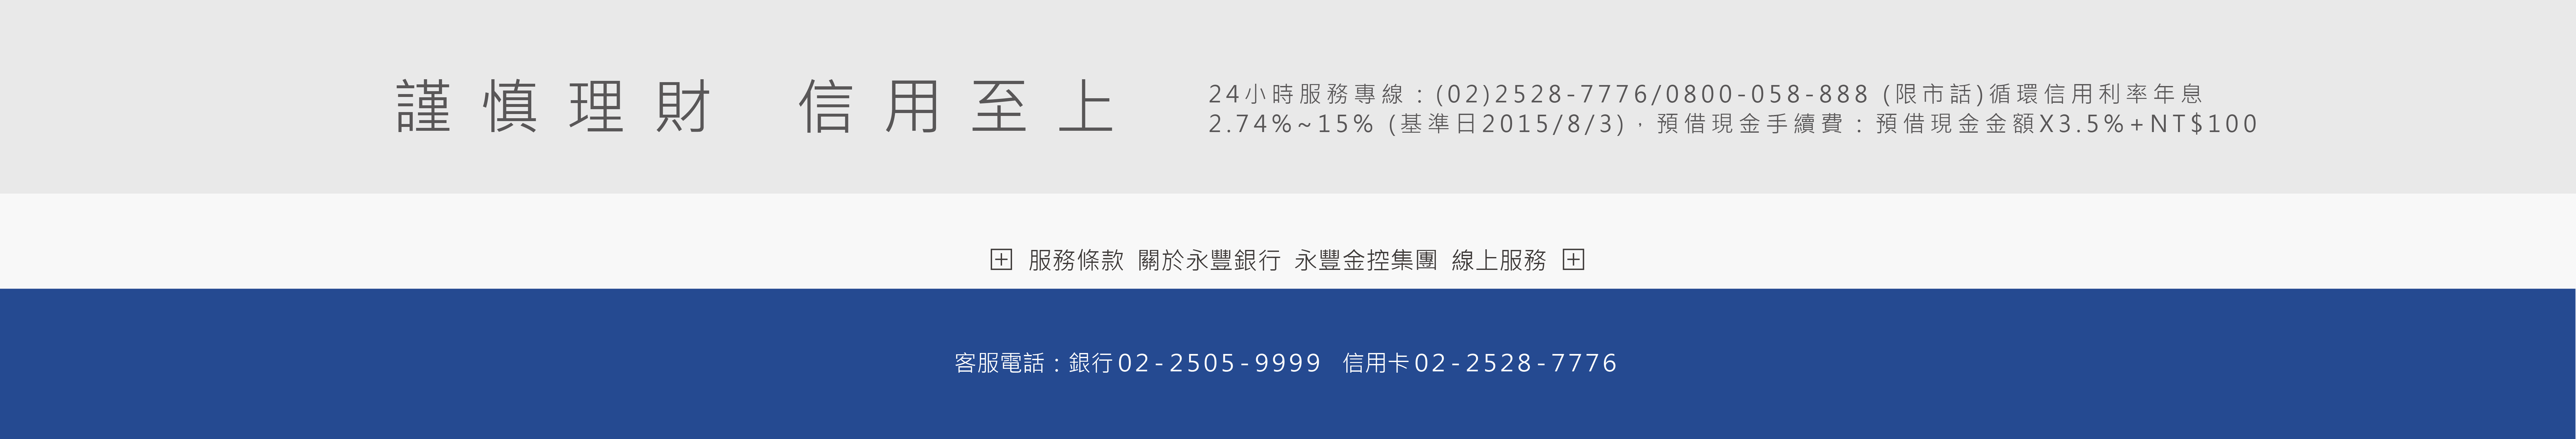 謹慎理財 信用至上
24小時服務專線：(02)2528-7776/0800-058-888 (限市話)循環信用利率年息
2.74%~15% (基準日2015/8/3)，預借現金手續費：預借現金金額X3.5%+NT$100
服務條款 關於永豐銀行 永豐金控集團 線上服務
客服電話：銀行02-2505-9999 信用卡02-2528-7776